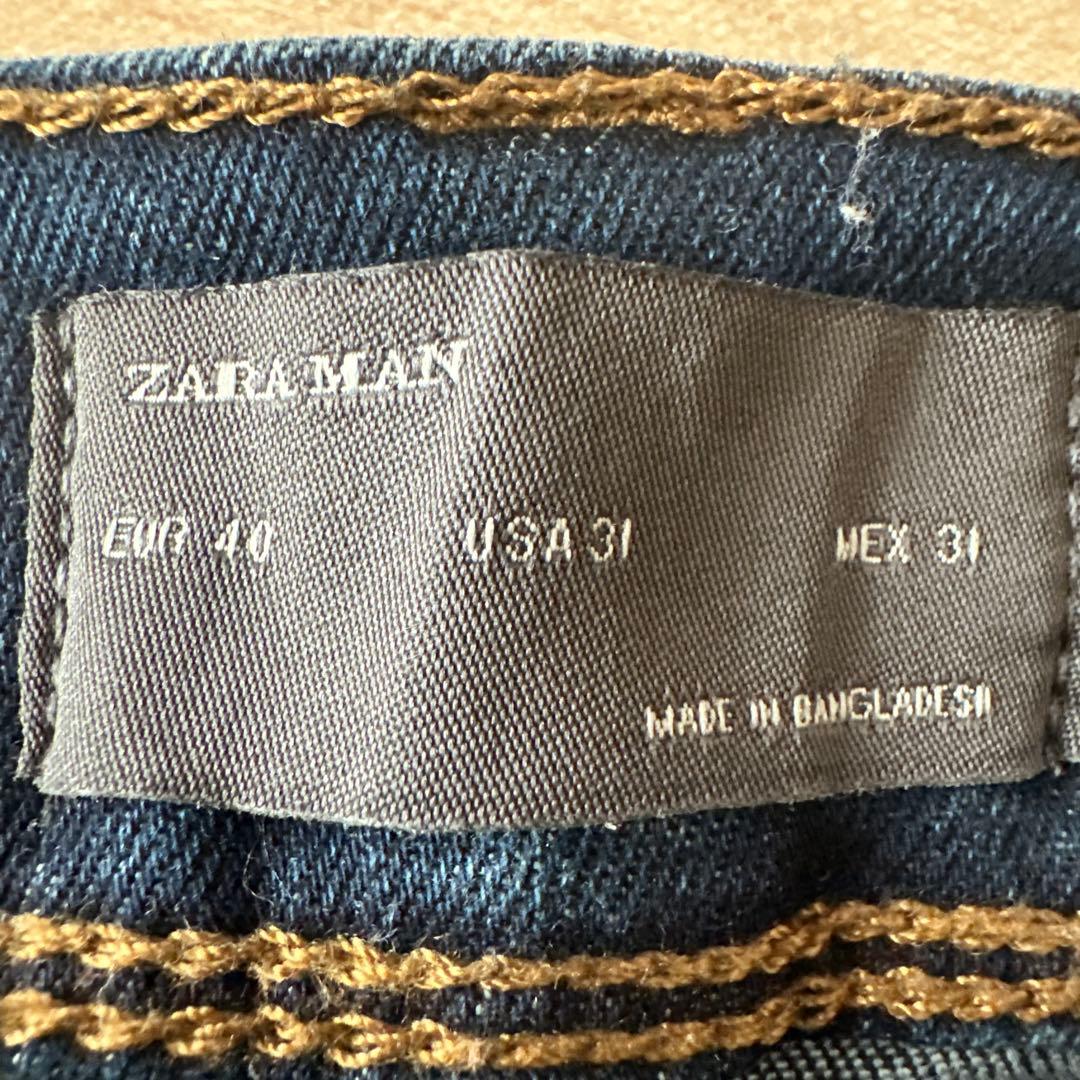 ZARA MAN
EUR 40 USA 31 MEX 31
MADE IN BANGLADESH